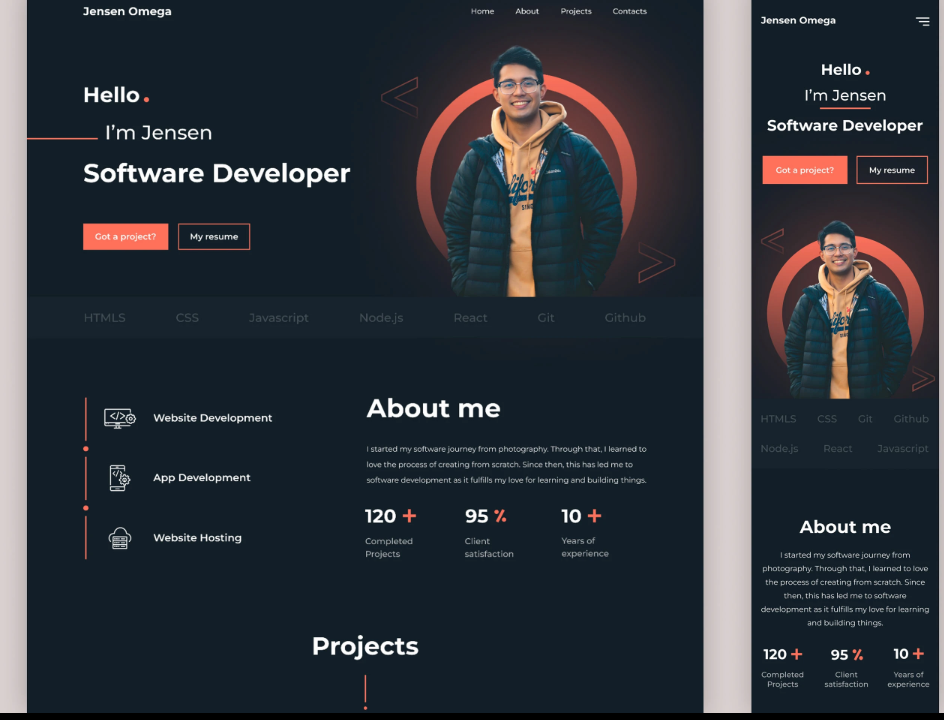 Jensen Omega
Home About Projects Contacts
Hello.
I'm Jensen
Software Developer
Got a project? My resume
HTML5 CSS Javascript Node.js React Git Github
Website Development
App Development
Website Hosting
About me
I started my software journey from photography. Through that, I learned to
love the process of creating from scratch. Since then, this has led me to
software development as it fulfills my love for learning and building things.
120 + 95 % 10 +
Completed Client Years of
Projects satisfaction experience
Projects
Jensen Omega
Hello.
I'm Jensen
Software Developer
Got a project? My resume
HTML5 CSS Git Github
Node.js React Javascript
About me
I started my software journey from
photography. Through that, I learned to love
the process of creating from scratch. Since
then, this has led me to software
development as it fulfills my love for learning
and building things.
120 + 95 % 10 +
Completed Client Years of
Projects satisfaction experience